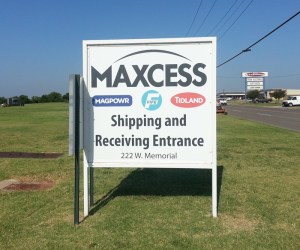 MAXCESS
MAGPOWR
TIDLAND
Shipping and
Receiving Entrance
222 W. Memorial